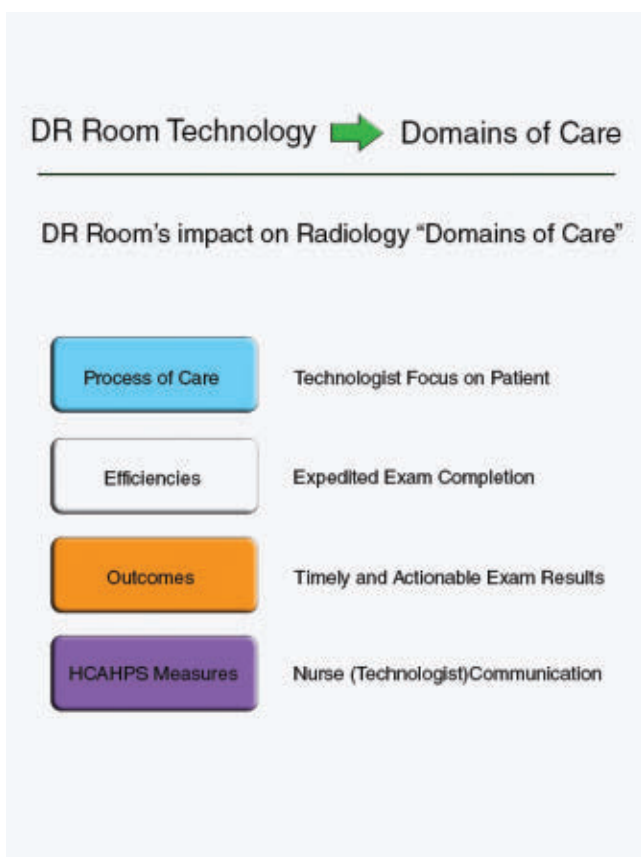 DR Room Technology Domains of Care
DR Room's impact on Radiology “Domains of Care”
Process of Care Technologist Focus on Patient
Efficiencies Expedited Exam Completion
Outcomes Timely and Actionable Exam Results
HCAHPS Measures Nurse (Technologist)Communication